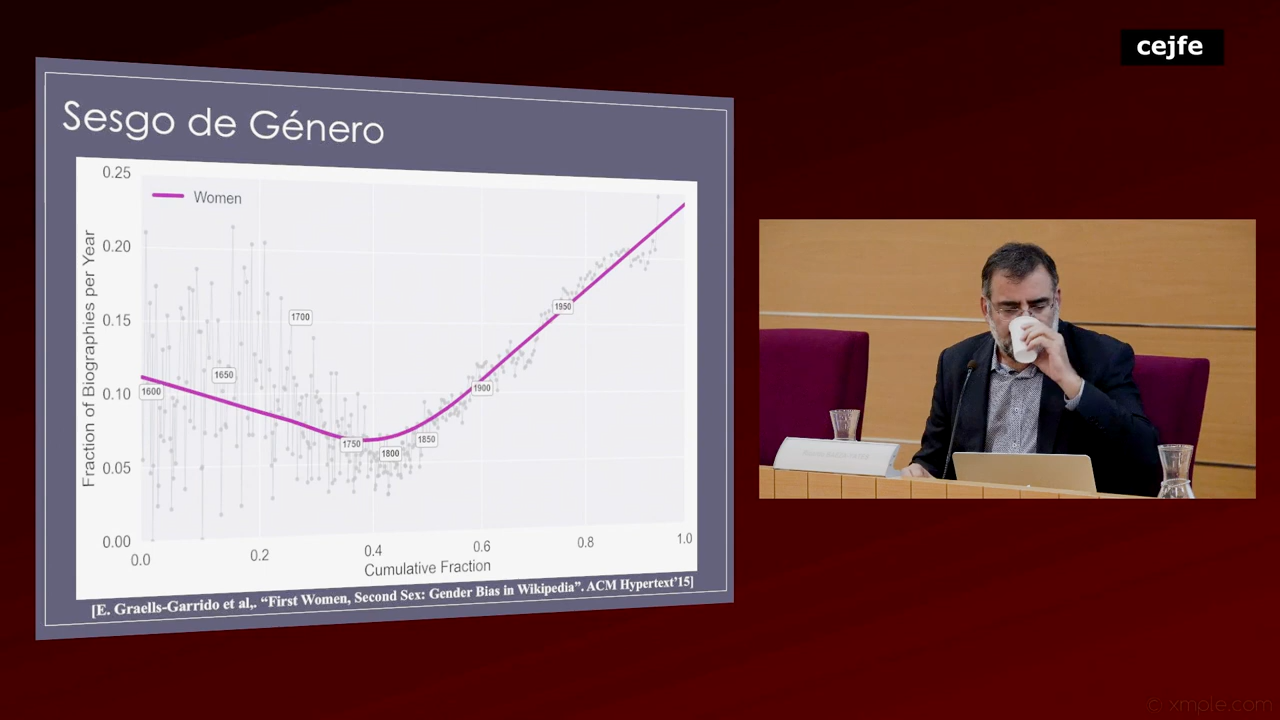 cejfe
Sesgo de Género
Women
Fraction of Biographies per Year
0.25
0.20
0.15
0.10
0.05
0.00
1600
1650
1700
1750
1800
1850
1900
1950
0.0
0.2
0.4
0.6
0.8
1.0
Cumulative Fraction
[E. Graells-Garrido et al,. “First Women, Second Sex: Gender Bias in Wikipedia”. ACM Hypertext’15]
© xmple.com